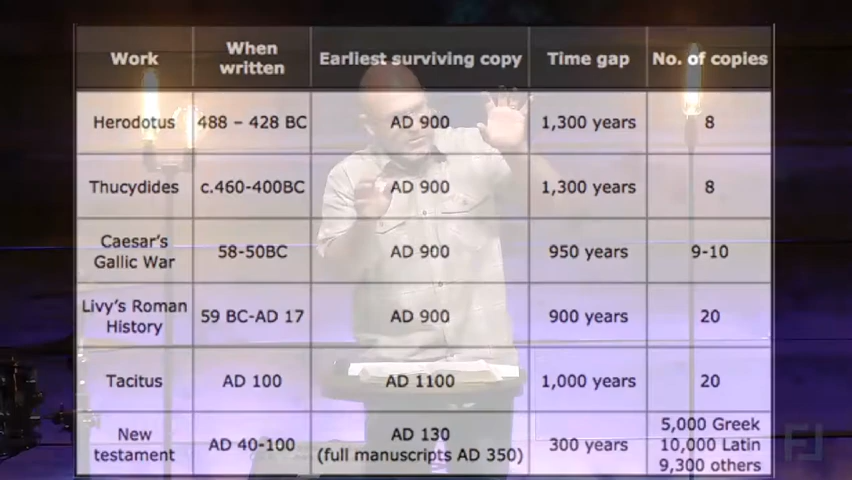 Work When written Earliest surviving copy Time gap No. of copies
Herodotus 488 – 428 BC AD 900 1,300 years 8
Thucydides c.460-400BC AD 900 1,300 years 8
Caesar's Gallic War 58-50BC AD 900 950 years 9-10
Livy's Roman History 59 BC-AD 17 AD 900 900 years 20
Tacitus AD 100 AD 1100 1,000 years 20
New testament AD 40-100 AD 130 (full manuscripts AD 350) 300 years 5,000 Greek 10,000 Latin 9,300 others